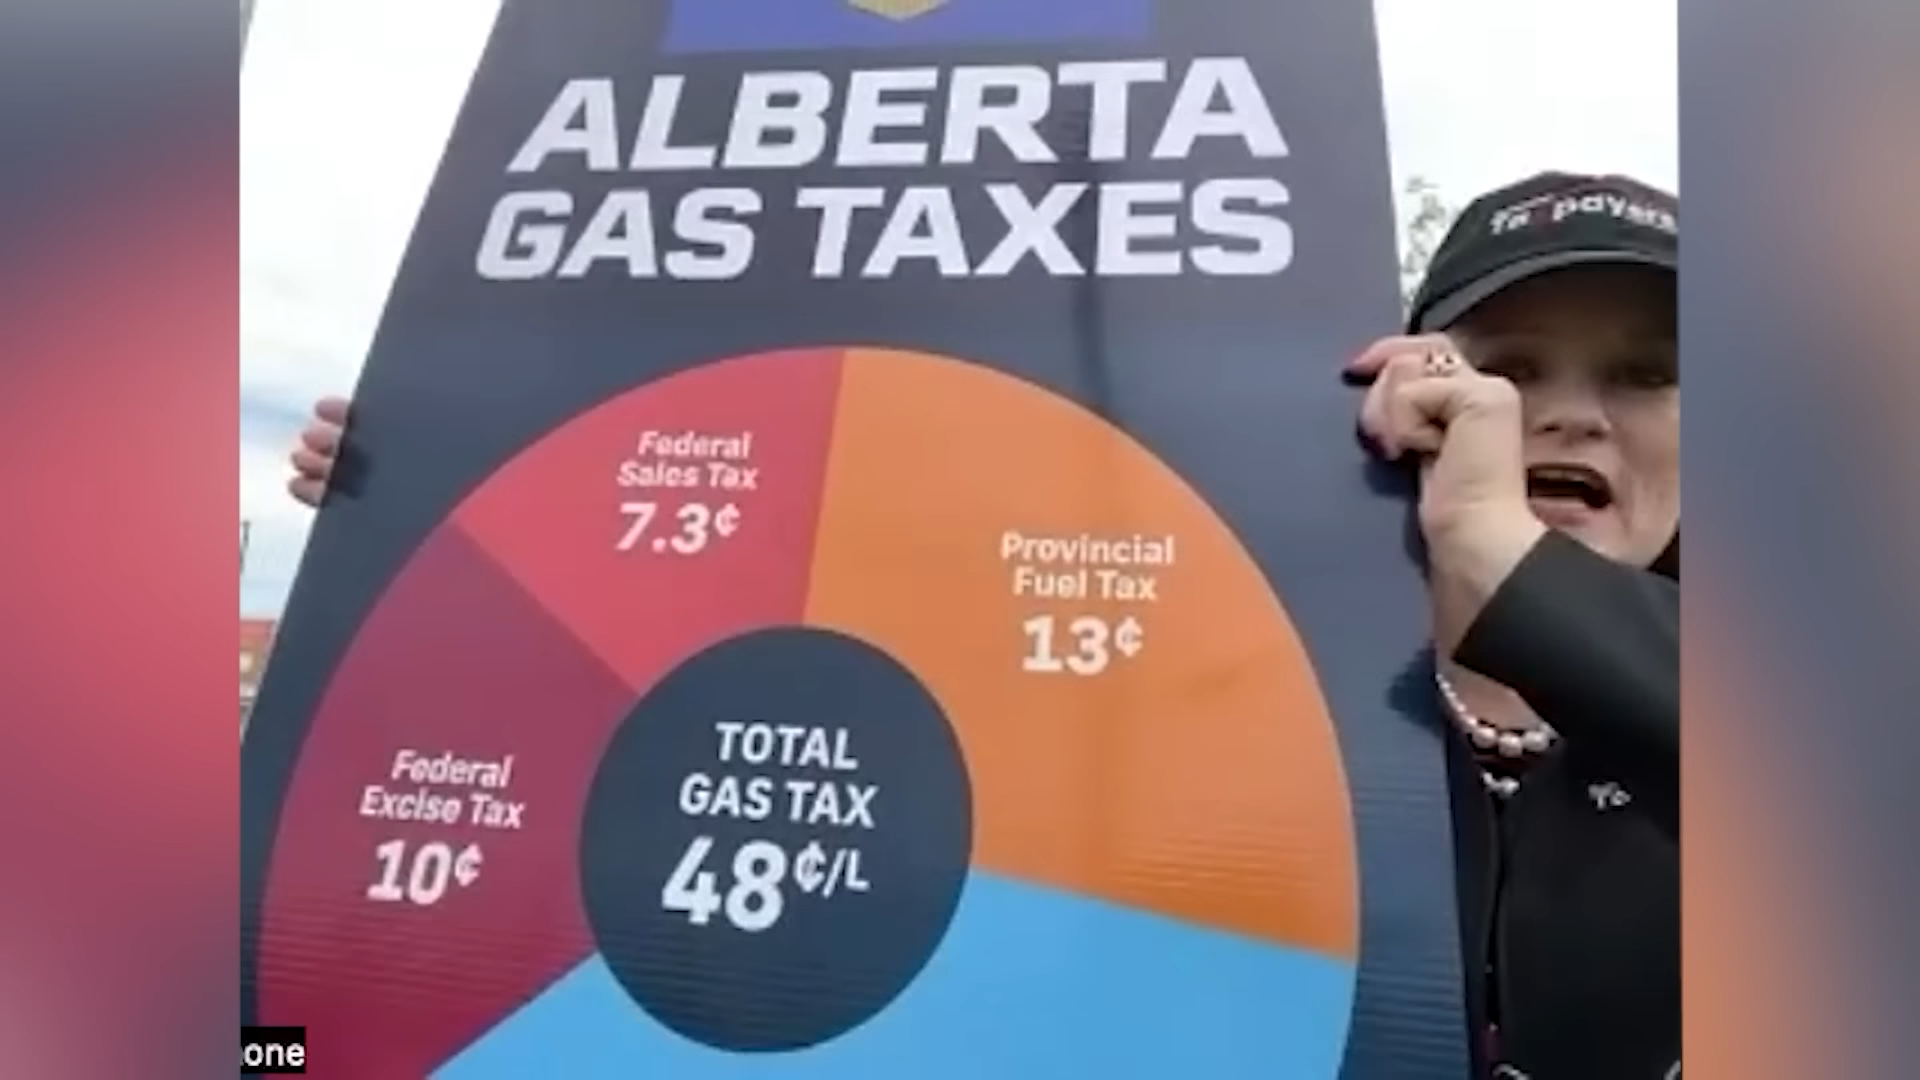 ALBERTA
GAS TAXES
Federal
Sales Tax
7.3¢
Provincial
Fuel Tax
13¢
Federal
Excise Tax
10¢
TOTAL
GAS TAX
48¢/L
Taxpayers
one